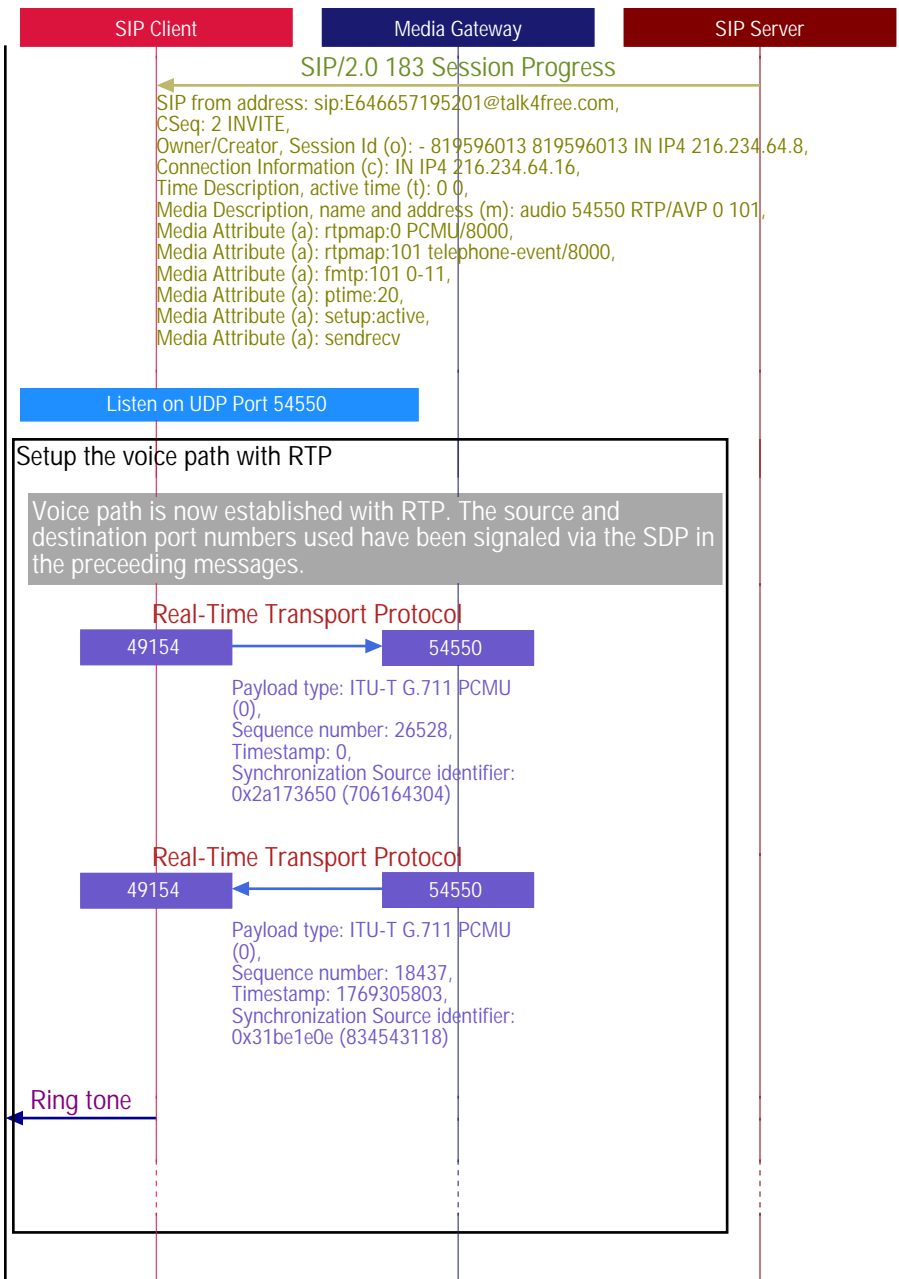 SIP Client
Media Gateway
SIP Server
SIP/2.0 183 Session Progress
SIP from address: sip:E646657195201@talk4free.com,
CSeq: 2 INVITE,
Owner/Creator, Session Id (o): - 819596013 819596013 IN IP4 216.234.64.8,
Connection Information (c): IN IP4 216.234.64.16,
Time Description, active time (t): 0 0,
Media Description, name and address (m): audio 54550 RTP/AVP 0 101,
Media Attribute (a): rtpmap:0 PCMU/8000,
Media Attribute (a): rtpmap:101 telephone-event/8000,
Media Attribute (a): fmtp:101 0-11,
Media Attribute (a): ptime:20,
Media Attribute (a): setup:active,
Media Attribute (a): sendrecv
Listen on UDP Port 54550
Setup the voice path with RTP
Voice path is now established with RTP. The source and
destination port numbers used have been signaled via the SDP in
the preceeding messages.
Real-Time Transport Protocol
49154
54550
Payload type: ITU-T G.711 PCMU
(0),
Sequence number: 26528,
Timestamp: 0,
Synchronization Source identifier:
0x2a173650 (706164304)
Real-Time Transport Protocol
49154
54550
Payload type: ITU-T G.711 PCMU
(0),
Sequence number: 18437,
Timestamp: 1769305803,
Synchronization Source identifier:
0x31be1e0e (834543118)
Ring tone